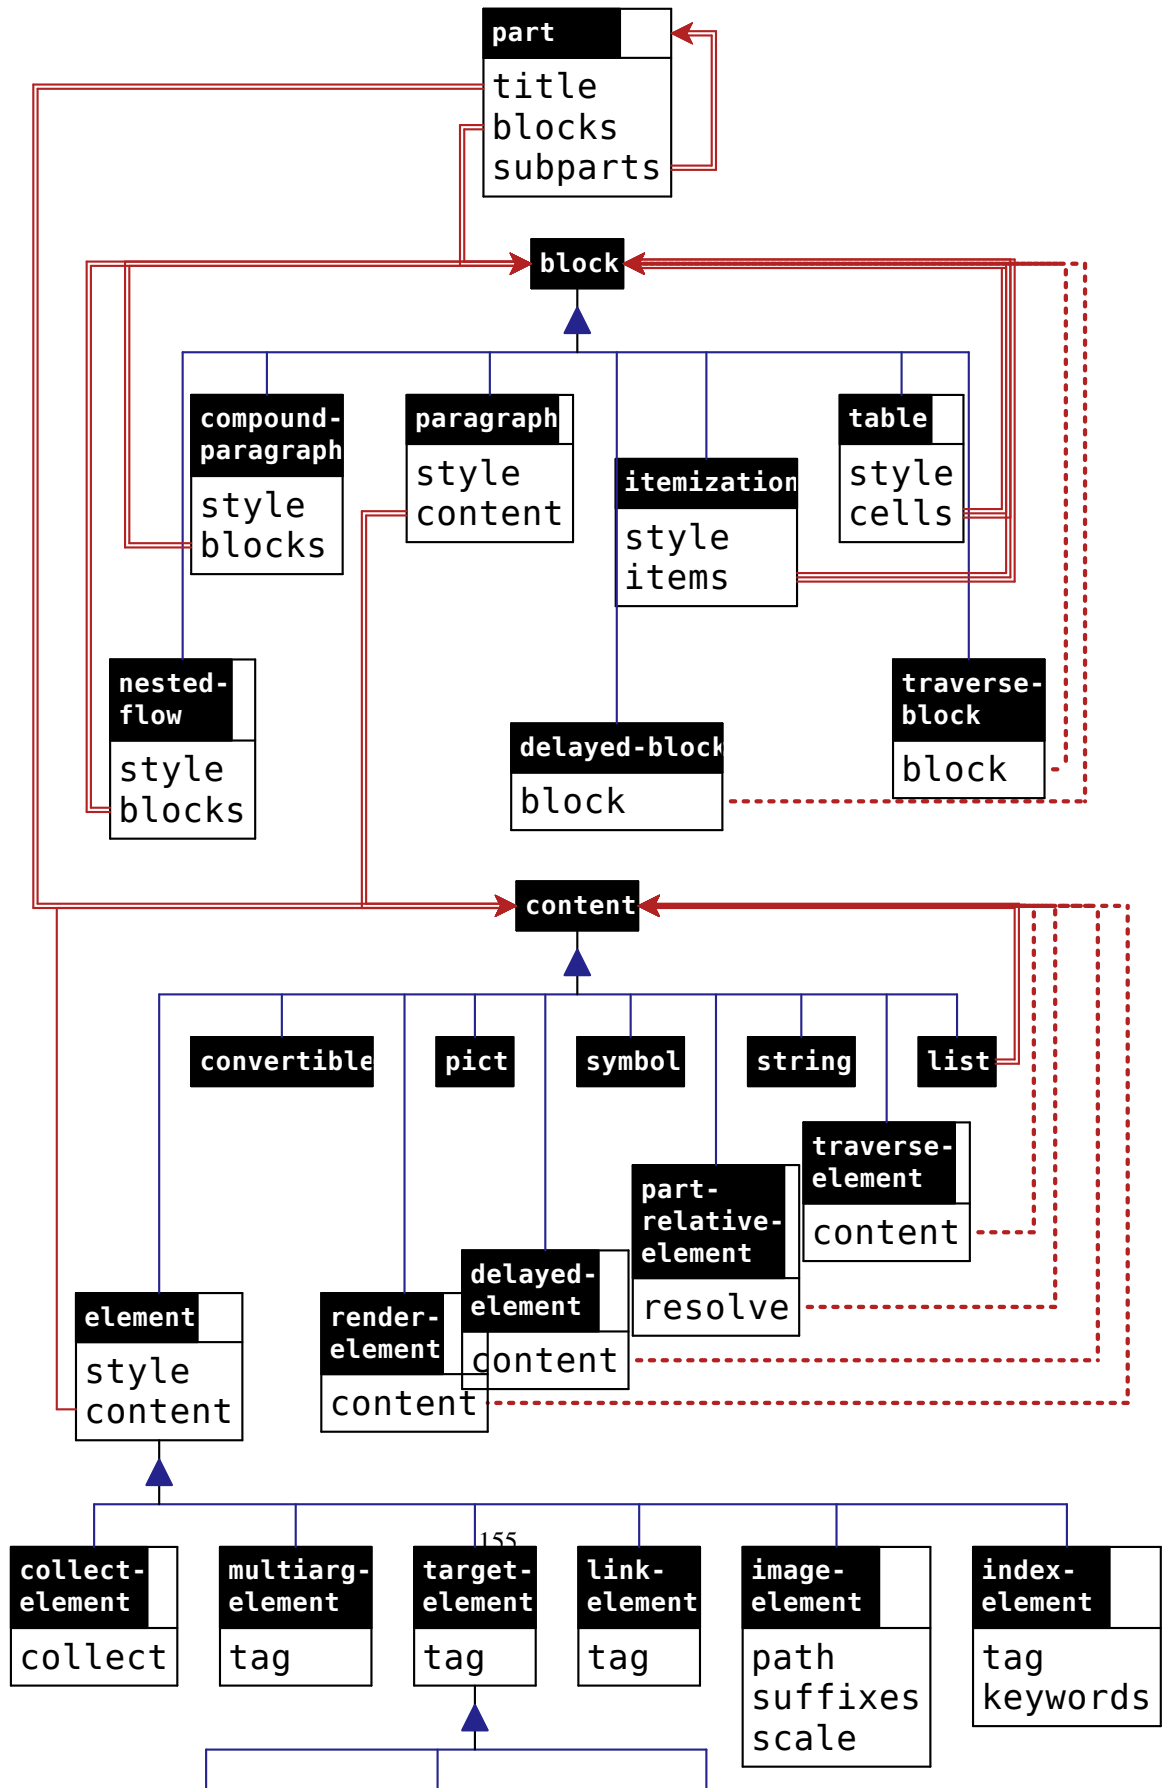 part
title
blocks
subparts
block
compound-
paragraph
style
blocks
paragraph
style
content
itemization
style
items
table
style
cells
nested-
flow
style
blocks
delayed-block
block
traverse-
block
block
content
convertible
pict
symbol
string
list
traverse-
element
content
part-
relative-
element
resolve
delayed-
element
content
element
style
content
render-
element
content
155
collect-
element
collect
multiarg-
element
tag
target-
element
tag
link-
element
tag
image-
element
path
suffixes
scale
index-
element
tag
keywords